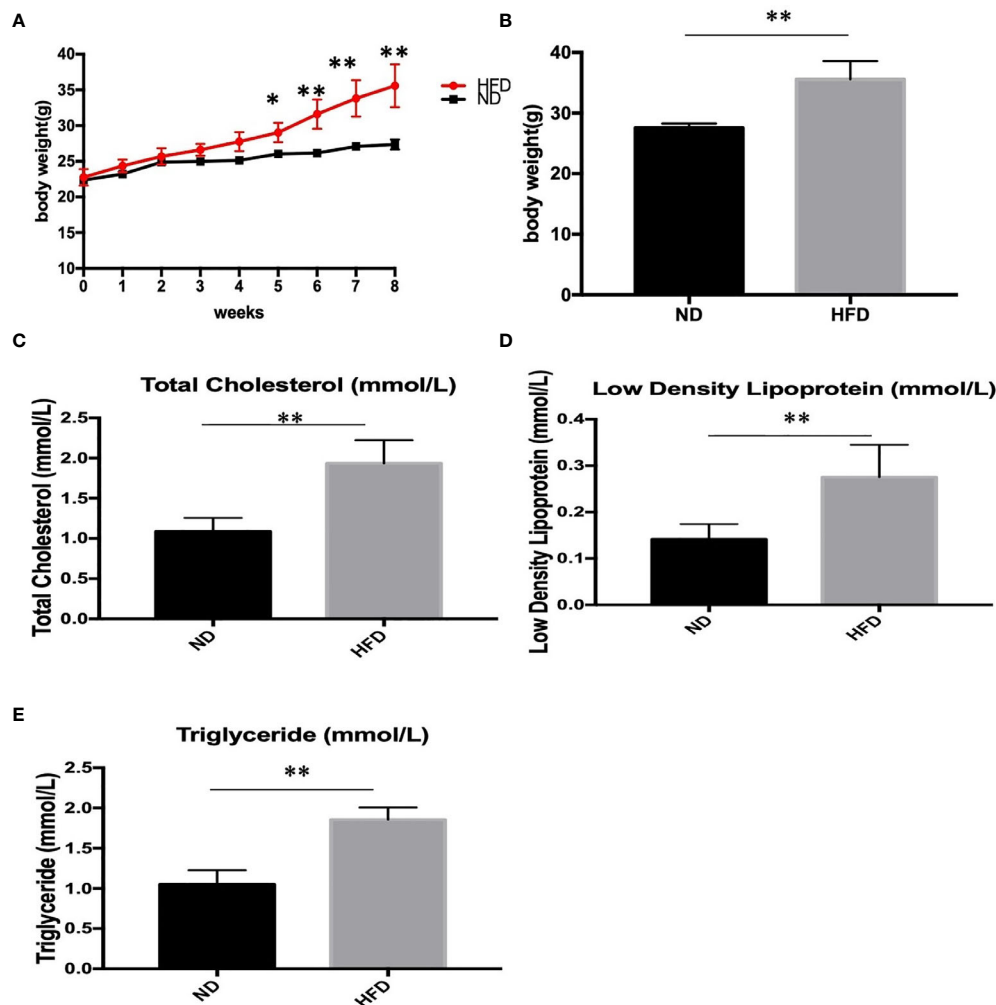 A
40
35
30
25
20
15
10
body weight(g)
0 1 2 3 4 5 6 7 8
weeks
* ** ** **
HFD
ND
B
**
40
30
20
10
0
body weight(g)
ND HFD
C
Total Cholesterol (mmol/L)
**
2.5
2.0
1.5
1.0
0.5
0.0
Total Cholesterol (mmol/L)
ND HFD
D
Low Density Lipoprotein (mmol/L)
**
0.4
0.3
0.2
0.1
0.0
Low Density Lipoprotein (mmol/L)
ND HFD
E
Triglyceride (mmol/L)
**
2.5
2.0
1.5
1.0
0.5
0.0
Triglyceride (mmol/L)
ND HFD